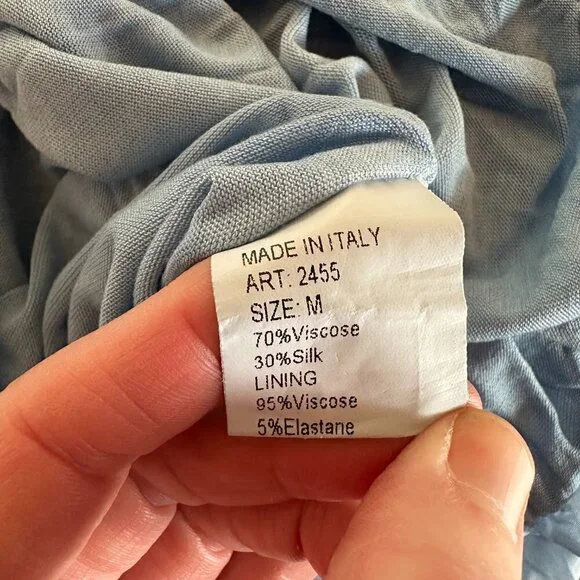 MADE IN ITALY
ART: 2455
SIZE: M
70%Viscose
30%Silk
LINING
95%Viscose
5%Elastane